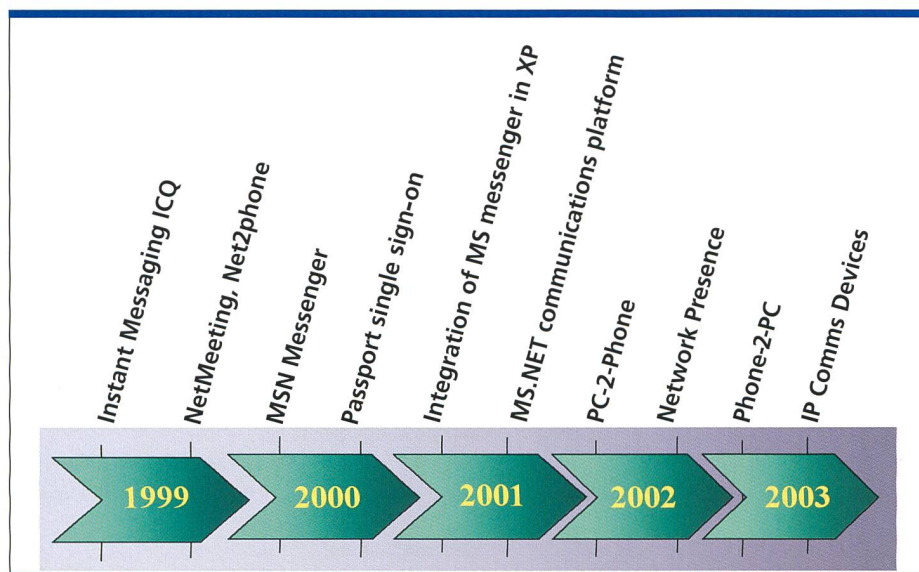 Instant Messaging ICQ
NetMeeting, Net2phone
MSN Messenger
Passport single sign-on
Integration of MS messenger in XP
MS.NET communications platform
PC-2-Phone
Network Presence
Phone-2-PC
IP Comms Devices
1999
2000
2001
2002
2003